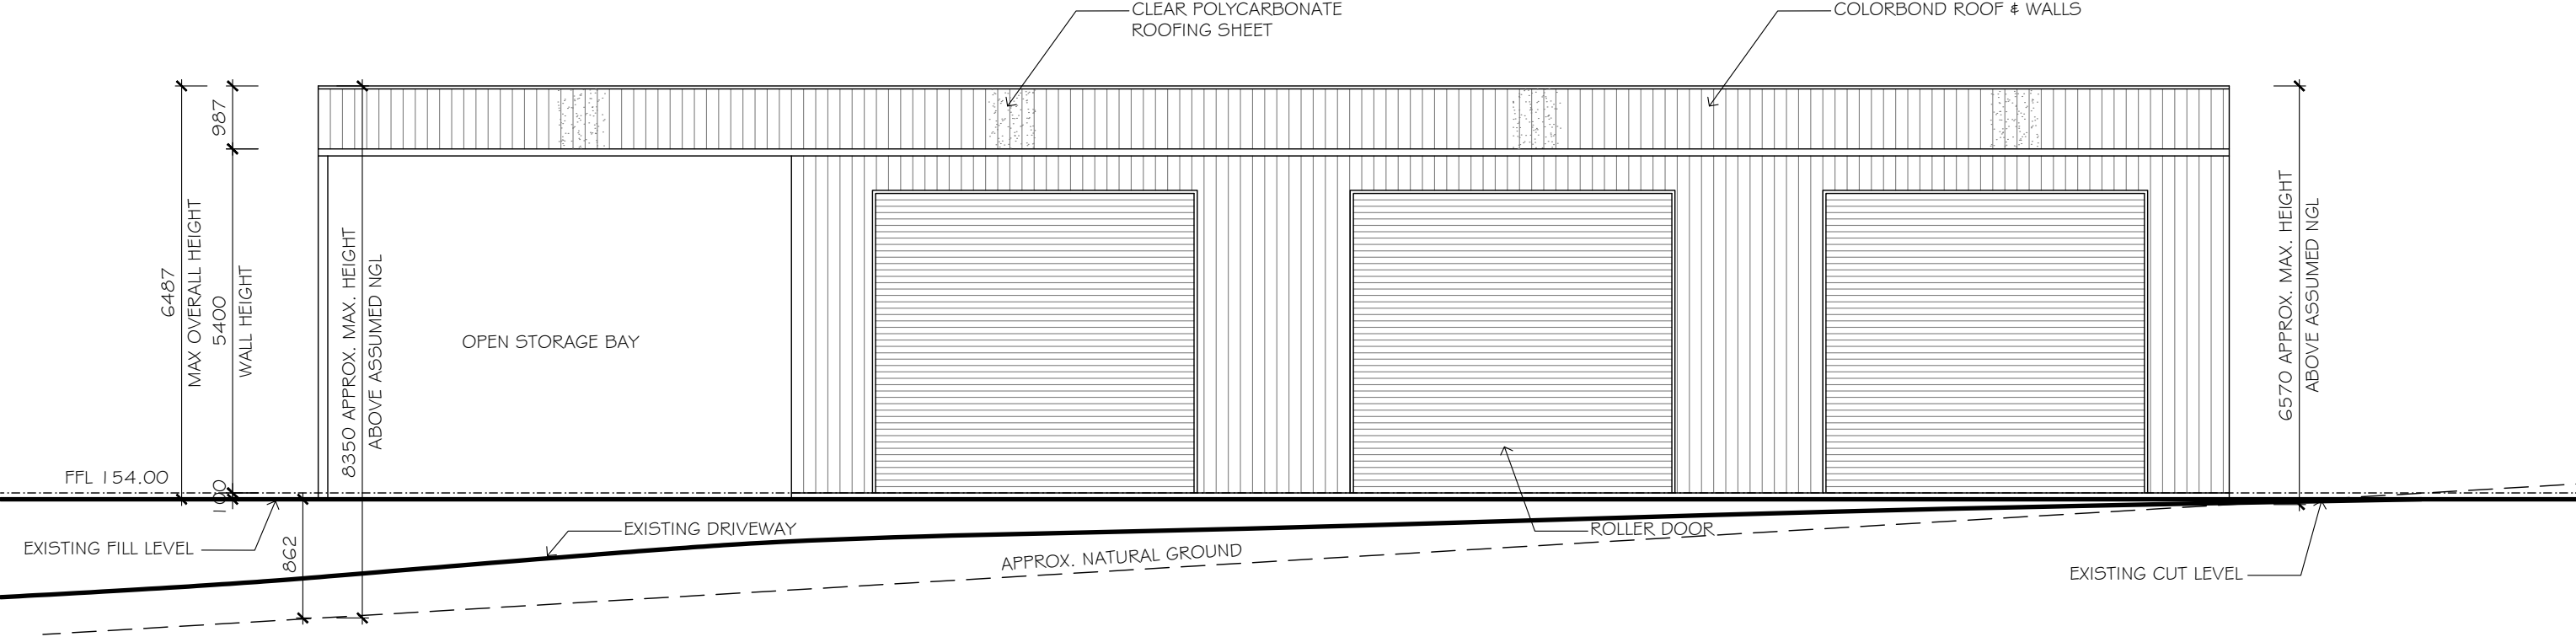 CLEAR POLYCARBONATE
ROOFING SHEET
COLORBOND ROOF & WALLS
987
6487
MAX OVERALL HEIGHT
5400
WALL HEIGHT
100
8350 APPROX. MAX. HEIGHT
ABOVE ASSUMED NGL
OPEN STORAGE BAY
6570 APPROX. MAX. HEIGHT
ABOVE ASSUMED NGL
FFL 154.00
EXISTING FILL LEVEL
862
EXISTING DRIVEWAY
APPROX. NATURAL GROUND
ROLLER DOOR
EXISTING CUT LEVEL